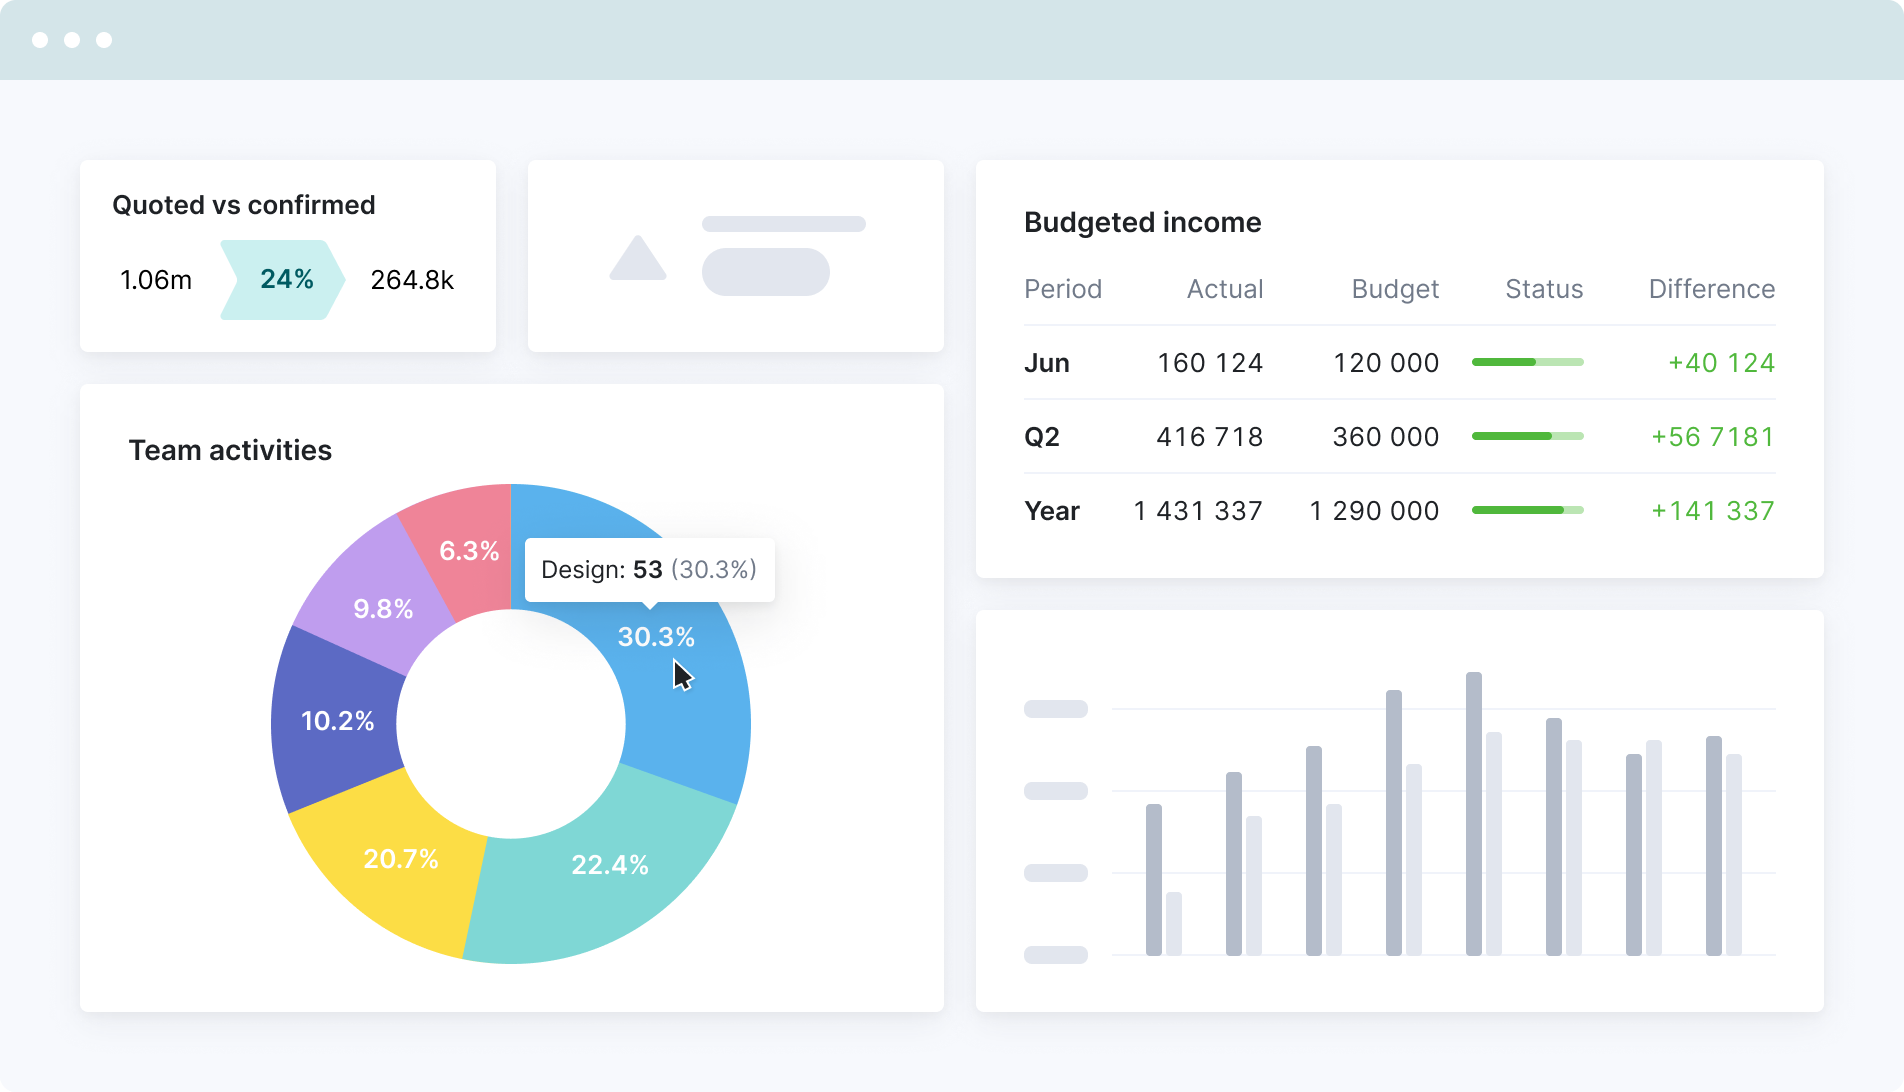 Quoted vs confirmed
1.06m 24% 264.8k
Team activities
6.3%
Design: 53 (30.3%)
9.8%
30.3%
10.2%
20.7%
22.4%
Budgeted income
Period Actual Budget Status Difference
Jun 160 124 120 000 +40 124
Q2 416 718 360 000 +56 7181
Year 1 431 337 1 290 000 +141 337